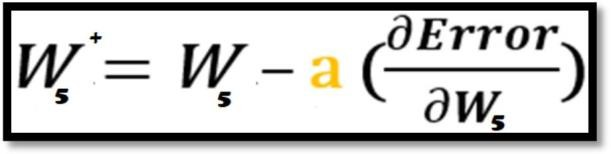 W₅⁺ = W₅ − a (∂Error/∂W₅)